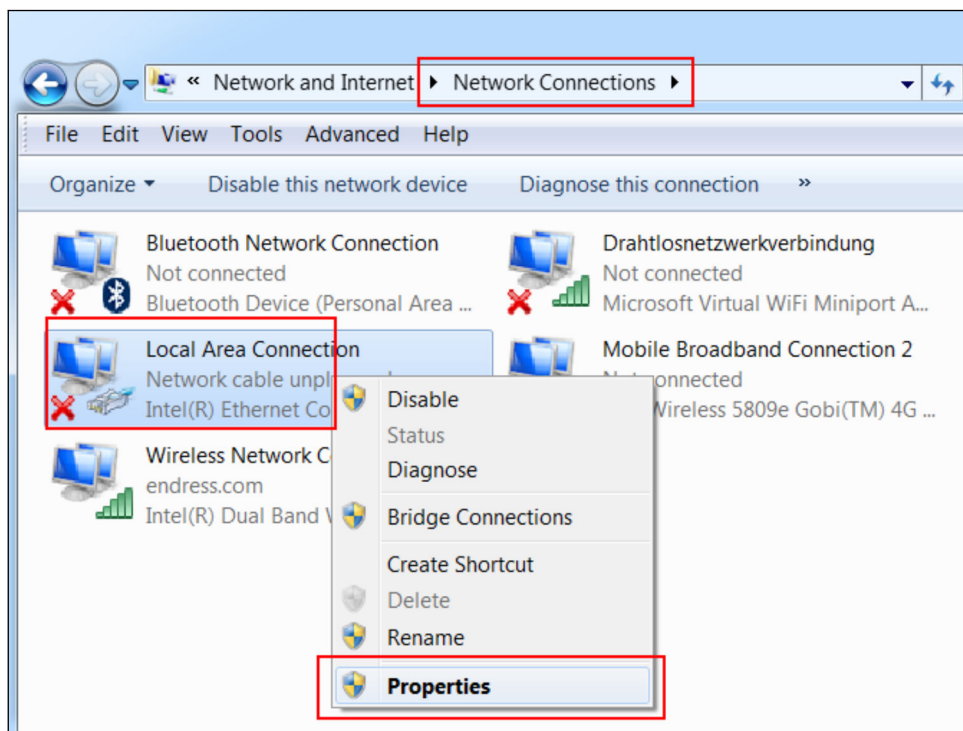 « Network and Internet ▸ Network Connections ▸
File Edit View Tools Advanced Help
Organize Disable this network device Diagnose this connection »
Bluetooth Network Connection
Not connected
Bluetooth Device (Personal Area ...
Drahtlosnetzwerkverbindung
Not connected
Microsoft Virtual WiFi Miniport A...
Local Area Connection
Network cable
Intel(R) Ethernet
Mobile Broadband Connection 2
Wireless 5809e Gobi(TM) 4G ...
Wireless Network
endress.com
Intel(R) Dual Band
Disable
Status
Diagnose
Bridge Connections
Create Shortcut
Delete
Rename
Properties